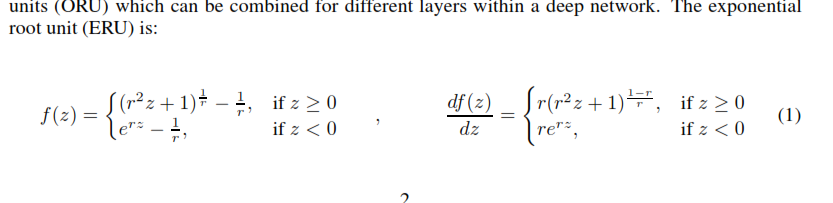 units (ORU) which can be combined for different layers within a deep network. The exponential
root unit (ERU) is:
f(z) = { (r²z + 1)^{1/r} − 1/r, if z ≥ 0 ; e^{rz} − 1/r, if z < 0 , df(z)/dz = { r(r²z + 1)^{(1−r)/r}, if z ≥ 0 ; re^{rz}, if z < 0 (1)